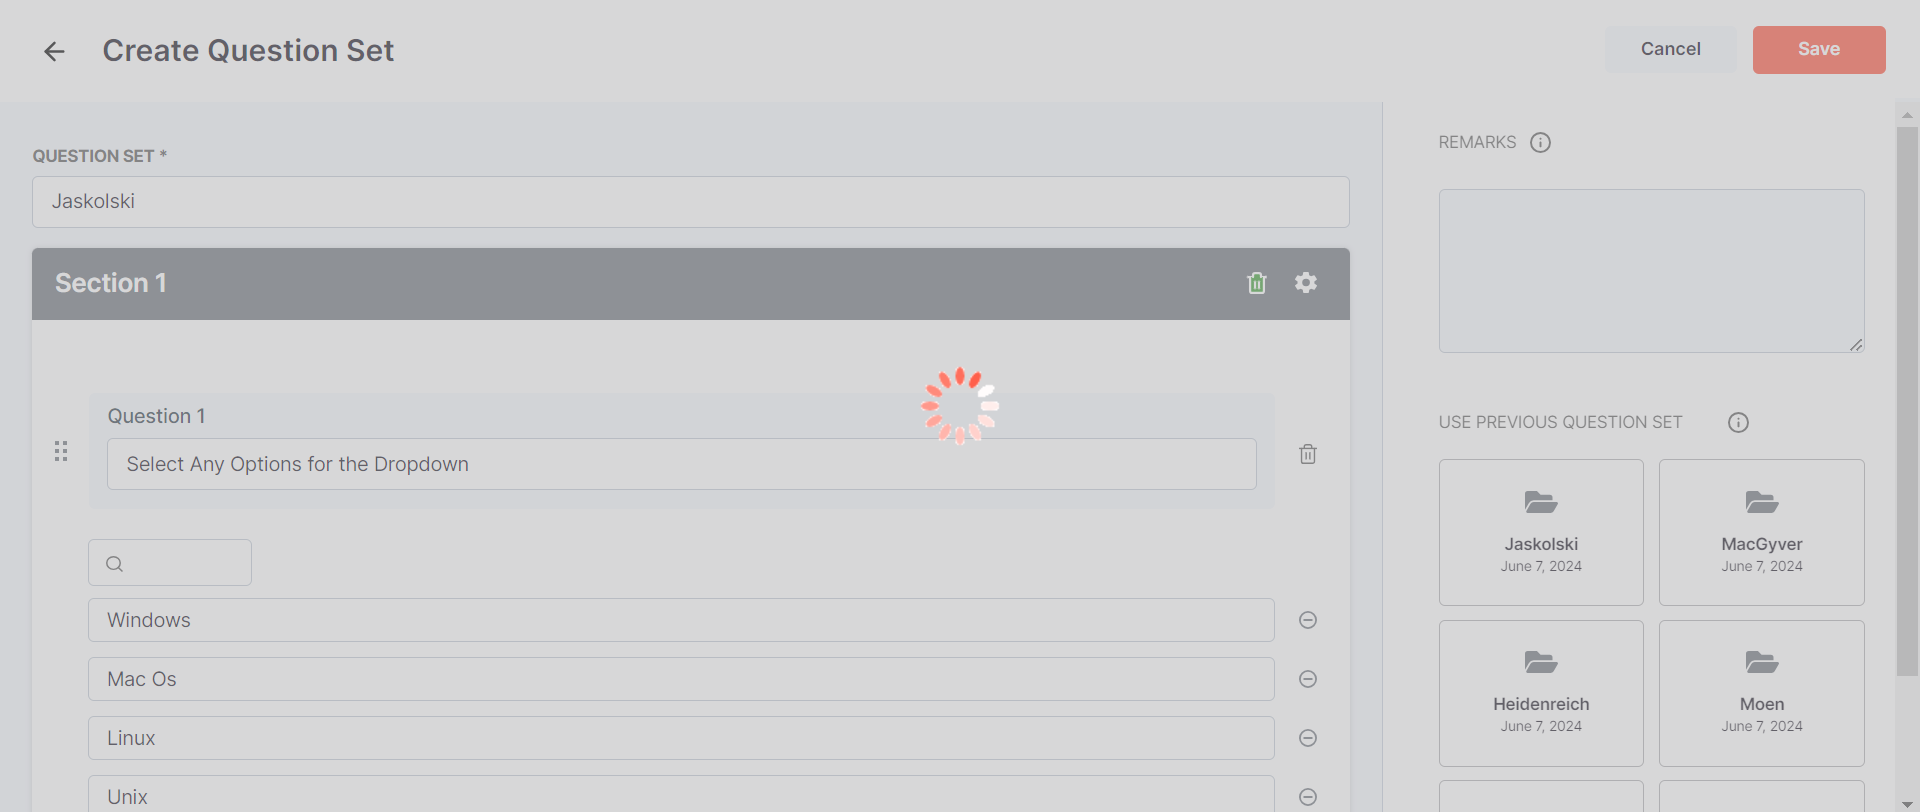 Create Question Set
Cancel
Save
QUESTION SET *
Jaskolski
Section 1
Question 1
Select Any Options for the Dropdown
Windows
Mac Os
Linux
Unix
REMARKS
USE PREVIOUS QUESTION SET
Jaskolski
June 7, 2024
MacGyver
June 7, 2024
Heidenreich
June 7, 2024
Moen
June 7, 2024